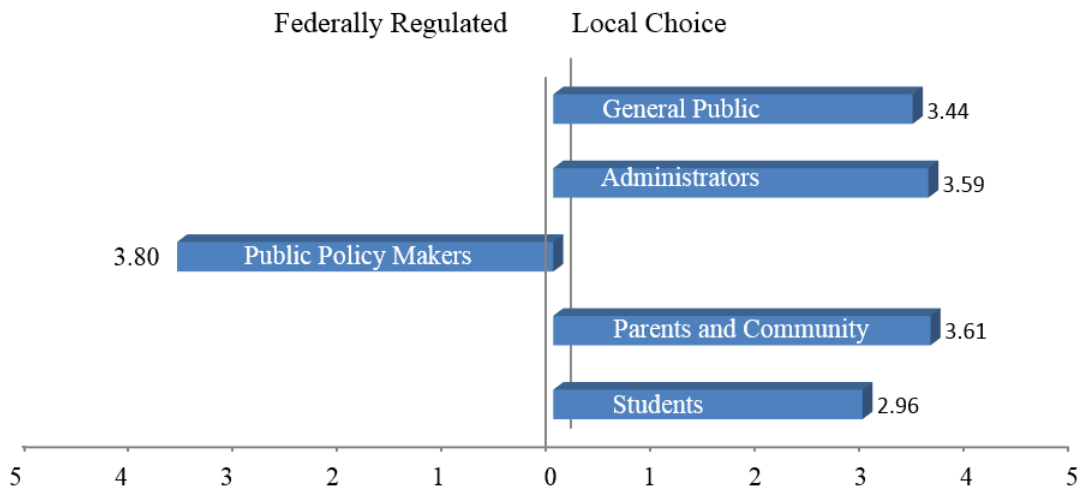 Federally Regulated Local Choice
General Public 3.44
Administrators 3.59
3.80 Public Policy Makers
Parents and Community 3.61
Students 2.96
5 4 3 2 1 0 1 2 3 4 5